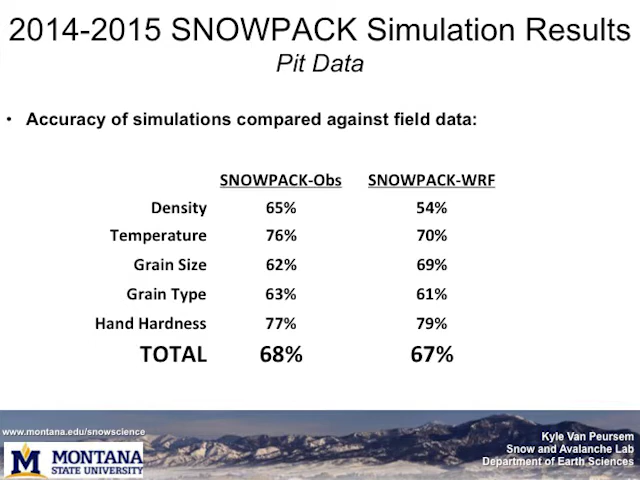 2014-2015 SNOWPACK Simulation Results
Pit Data
• Accuracy of simulations compared against field data:
SNOWPACK-Obs SNOWPACK-WRF
Density 65% 54%
Temperature 76% 70%
Grain Size 62% 69%
Grain Type 63% 61%
Hand Hardness 77% 79%
TOTAL 68% 67%
www.montana.edu/snowscience
M MONTANA
STATE UNIVERSITY
Kyle Van Peursem
Snow and Avalanche Lab
Department of Earth Sciences